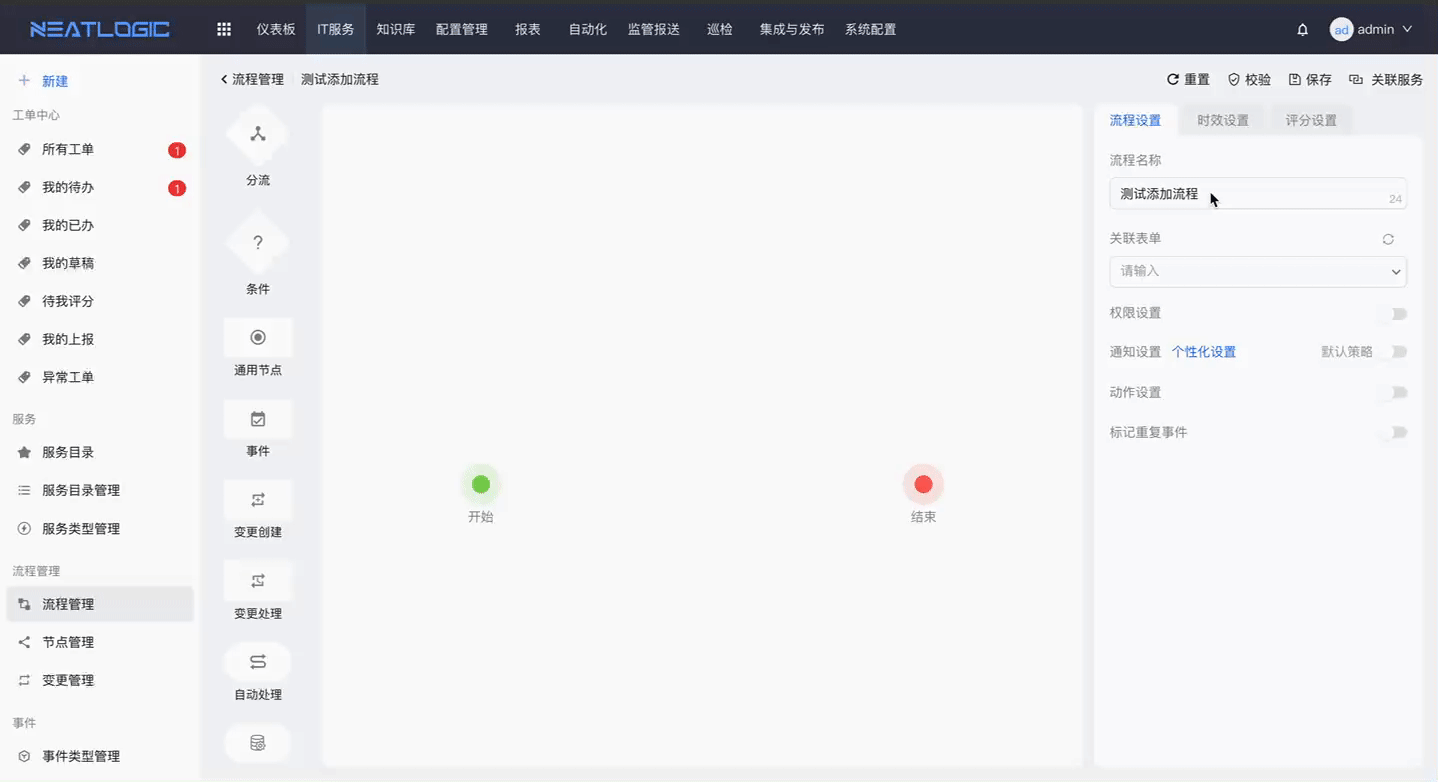 NEATLOGIC
仪表板
IT服务
知识库
配置管理
报表
自动化
监管报送
巡检
集成与发布
系统配置
ad
admin
新建
工单中心
所有工单
1
我的待办
1
我的已办
我的草稿
待我评分
我的上报
异常工单
服务
服务目录
服务目录管理
服务类型管理
流程管理
流程管理
节点管理
变更管理
事件
事件类型管理
流程管理
测试添加流程
重置
校验
保存
关联服务
分流
条件
通用节点
事件
变更创建
变更处理
自动处理
开始
结束
流程设置
时效设置
评分设置
流程名称
测试添加流程
24
关联表单
请输入
权限设置
通知设置 个性化设置 默认策略
动作设置
标记重复事件